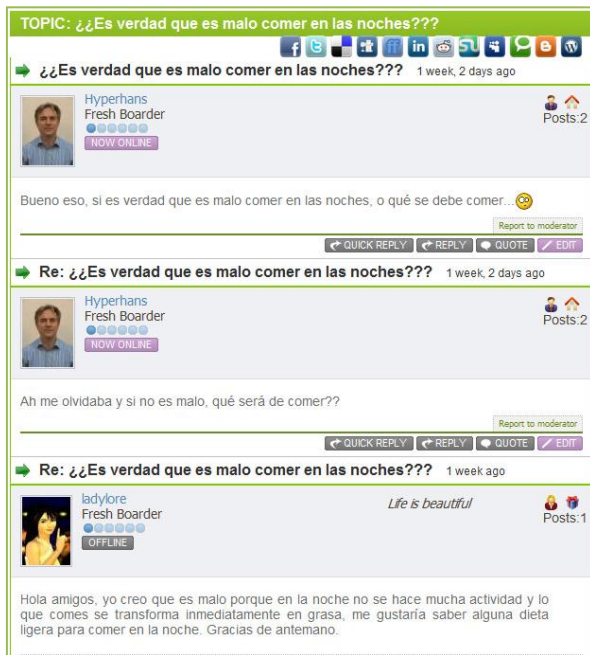 TOPIC: ¿¿Es verdad que es malo comer en las noches???
¿¿Es verdad que es malo comer en las noches??? 1 week, 2 days ago
Hyperhans
Fresh Boarder
NOW ONLINE
Posts:2
Bueno eso, si es verdad que es malo comer en las noches, o qué se debe comer...
Report to moderator
QUICK REPLY REPLY QUOTE EDIT
Re: ¿¿Es verdad que es malo comer en las noches??? 1 week, 2 days ago
Hyperhans
Fresh Boarder
NOW ONLINE
Posts:2
Ah me olvidaba y si no es malo, qué será de comer??
Report to moderator
QUICK REPLY REPLY QUOTE EDIT
Re: ¿¿Es verdad que es malo comer en las noches??? 1 week ago
ladylore
Fresh Boarder
OFFLINE
Life is beautiful
Posts:1
Hola amigos, yo creo que es malo porque en la noche no se hace mucha actividad y lo
que comes se transforma inmediatamente en grasa, me gustaría saber alguna dieta
ligera para comer en la noche. Gracias de antemano.